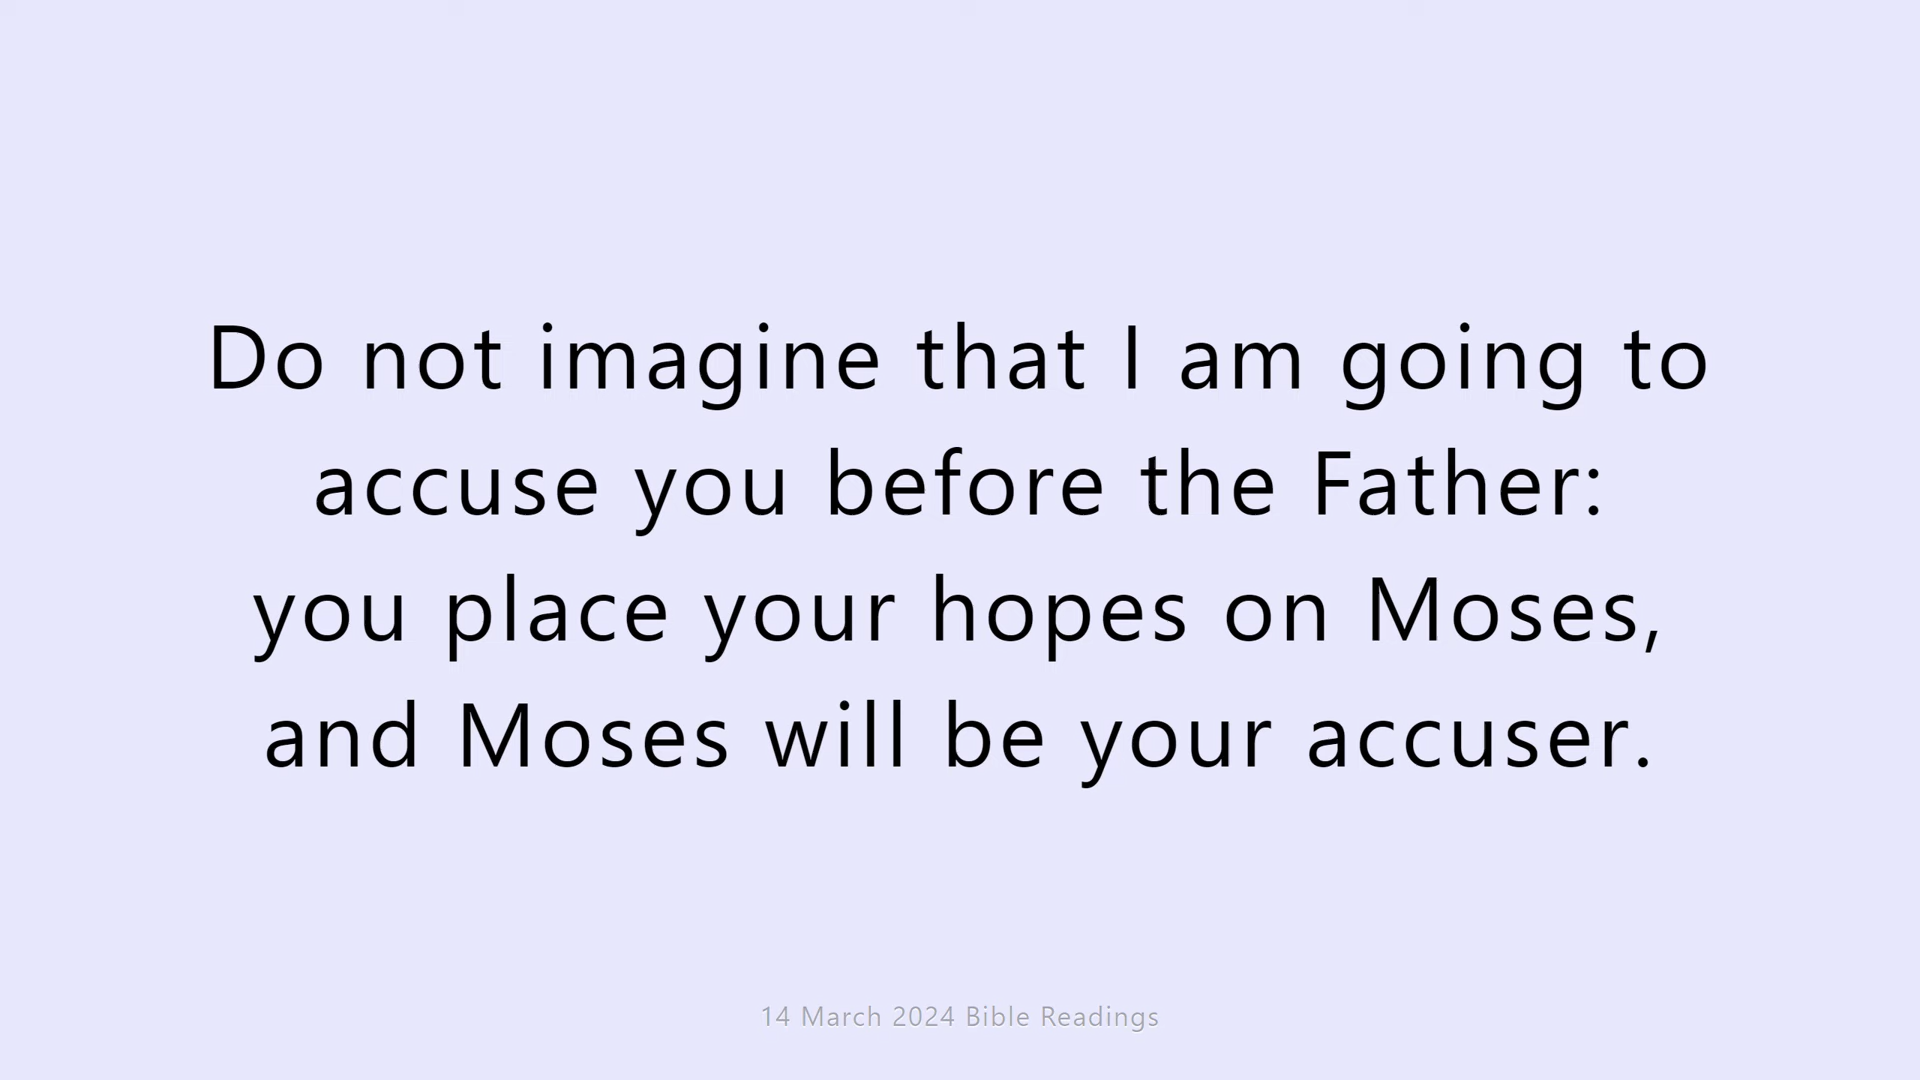 Do not imagine that I am going to
accuse you before the Father:
you place your hopes on Moses,
and Moses will be your accuser.
14 March 2024 Bible Readings